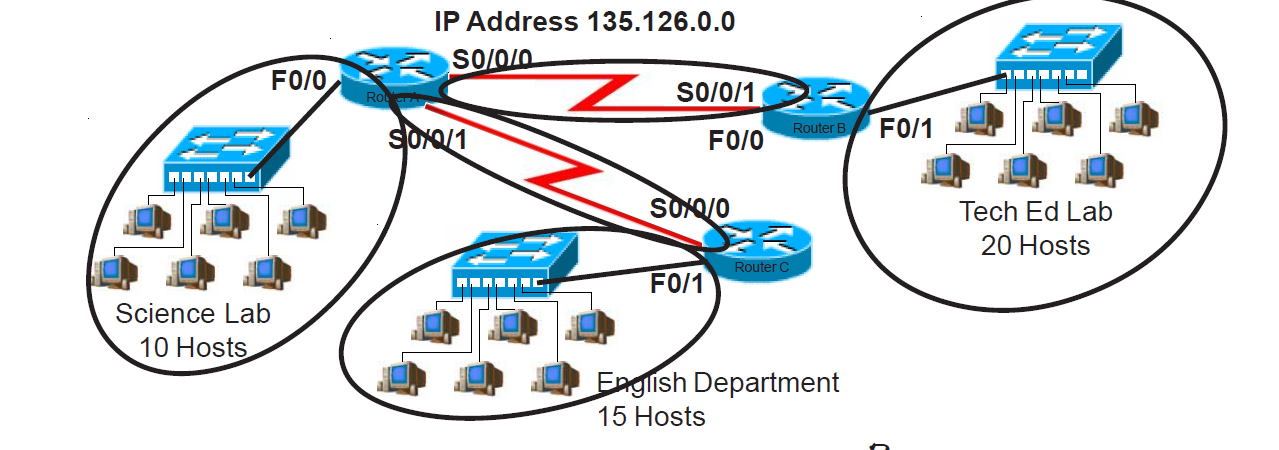 IP Address 135.126.0.0
S0/0/0
F0/0
Router A
S0/0/1
Router B
S0/0/1
F0/0
F0/1
Tech Ed Lab
20 Hosts
S0/0/0
Router C
F0/1
Science Lab
10 Hosts
English Department
15 Hosts